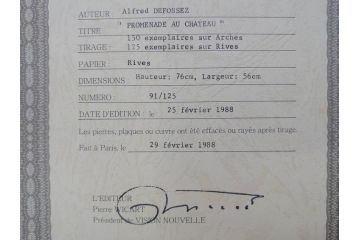 AUTEUR : Alfred DEFOSSEZ
" PROMENADE AU CHATEAU "
TITRE :
150 exemplaires sur Arches
TIRAGE : 125 exemplaires sur Rives
PAPIER : Rives
DIMENSIONS : Hauteur: 76cm, Largeur: 56cm
NUMERO : 91/125
DATE D'EDITION : 25 février 1988
Les pierres, plaques ou cuivre ont été effacés ou rayés après tirage.
Fait à Paris, le 29 février 1988
L'EDITEUR
Pierre WICART
Président de VISION NOUVELLE